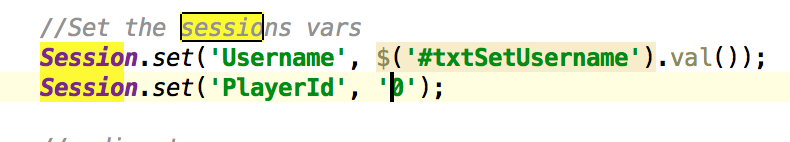 //Set the sessions vars
Session.set('Username', $('#txtSetUsername').val());
Session.set('PlayerId', '0');